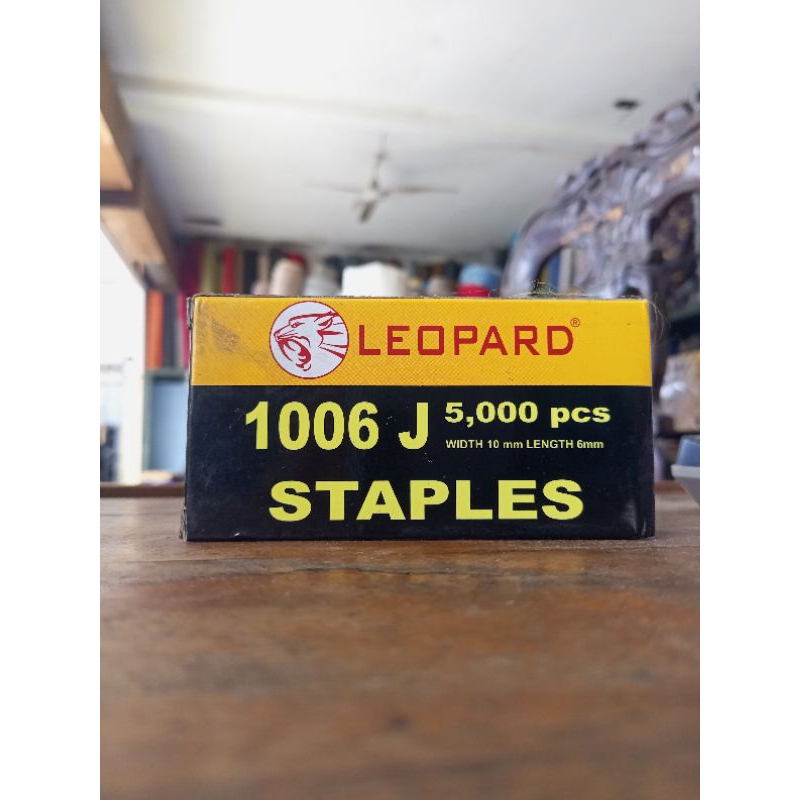 LEOPARD®
1006 J 5,000 pcs
WIDTH 10 mm LENGTH 6mm
STAPLES